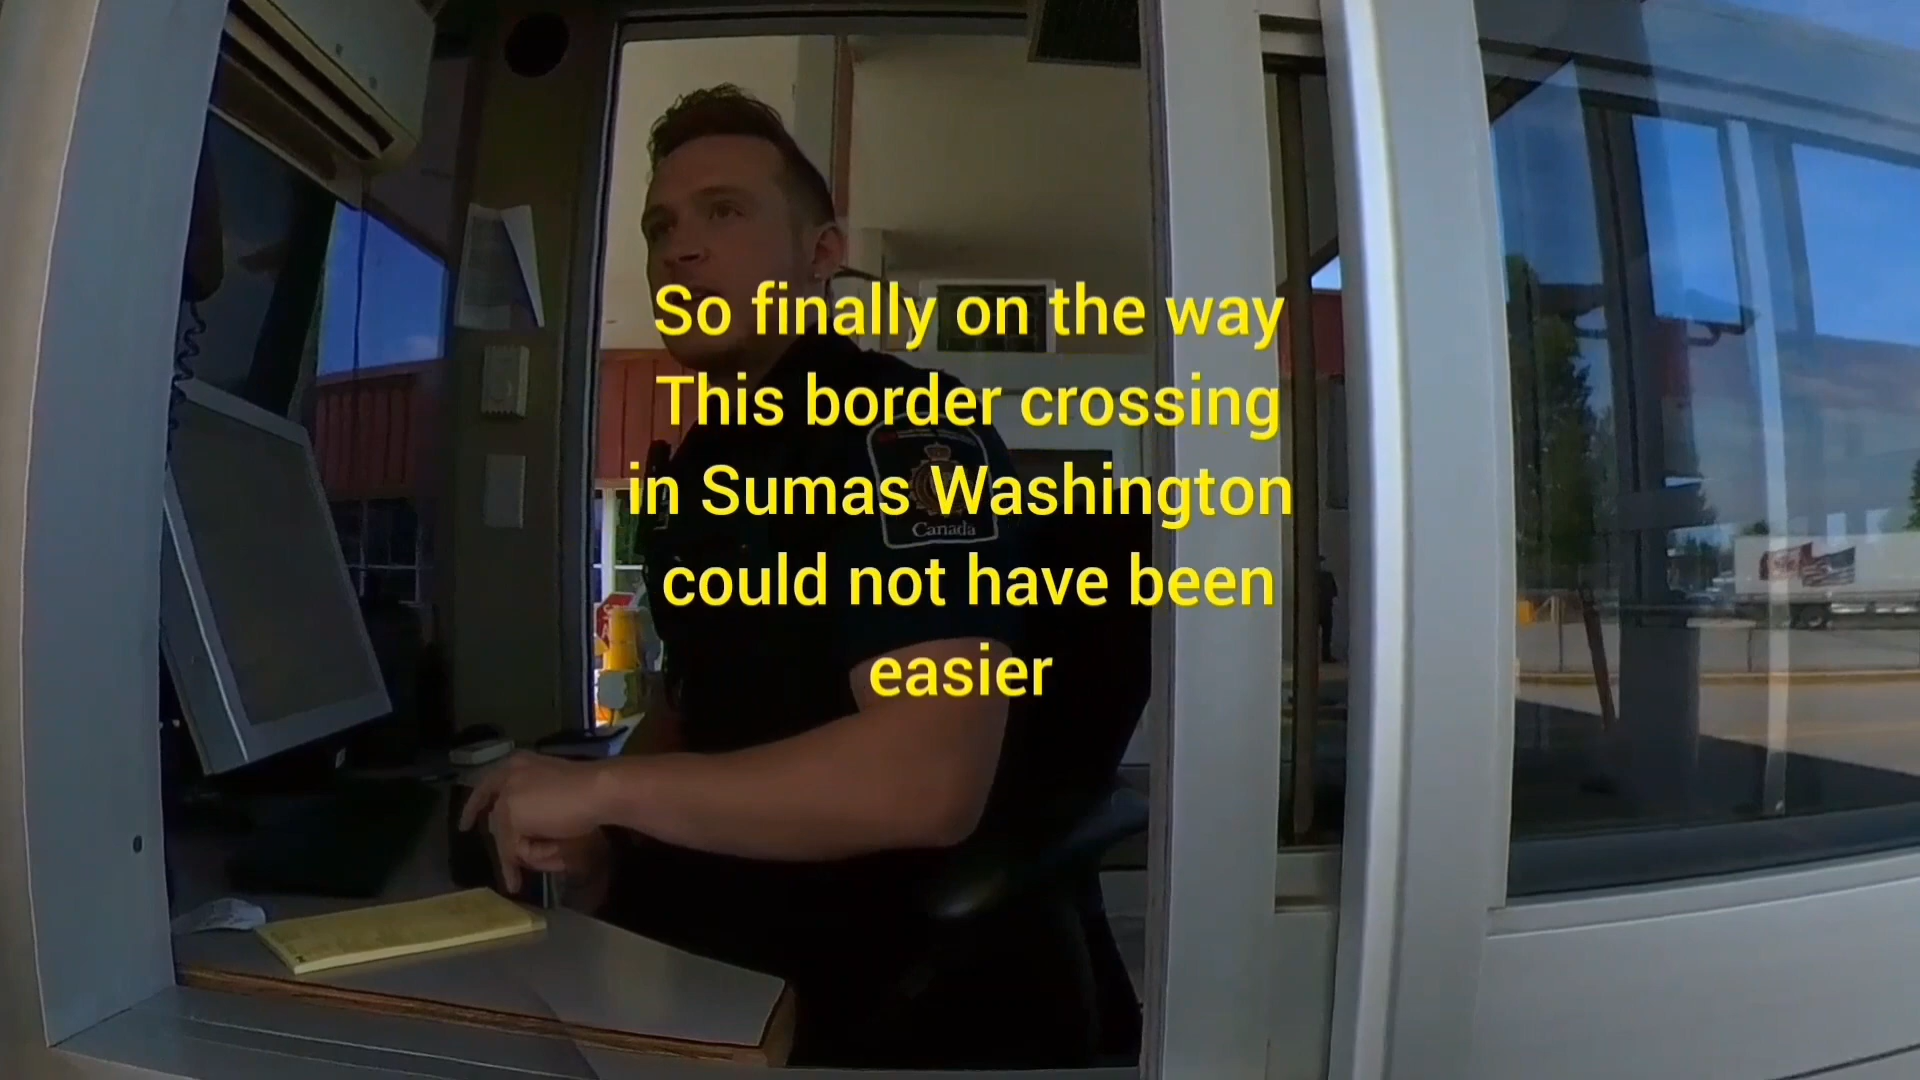 So finally on the way
This border crossing
in Sumas Washington
could not have been
easier
Canada